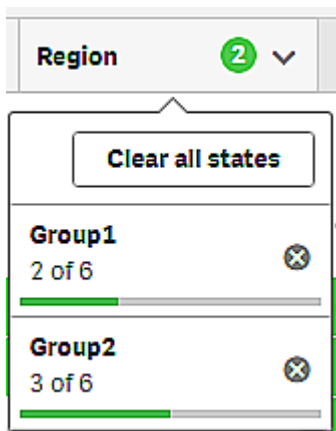 Region 2
Clear all states
Group1
2 of 6
Group2
3 of 6